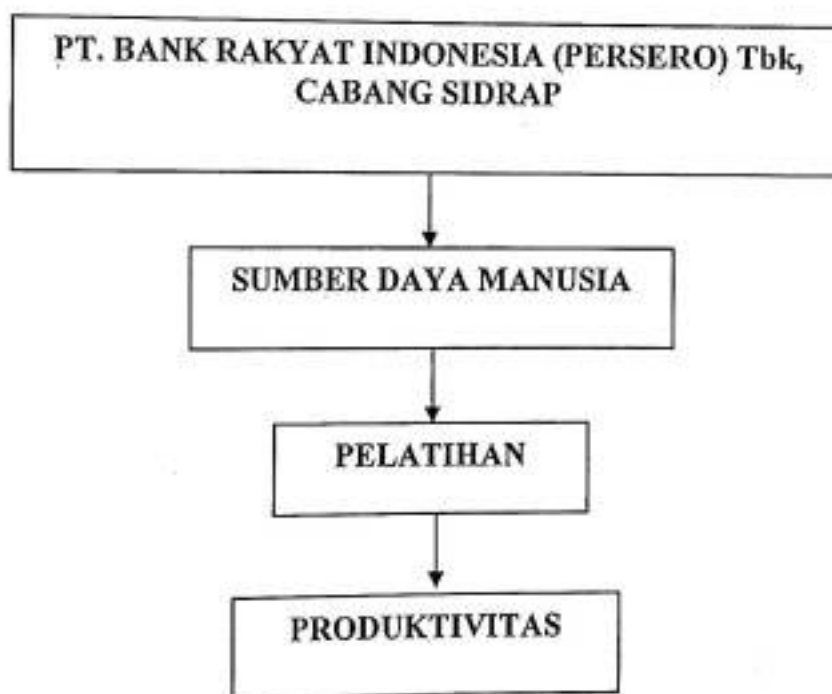 PT. BANK RAKYAT INDONESIA (PERSERO) Tbk,
CABANG SIDRAP
SUMBER DAYA MANUSIA
PELATIHAN
PRODUKTIVITAS